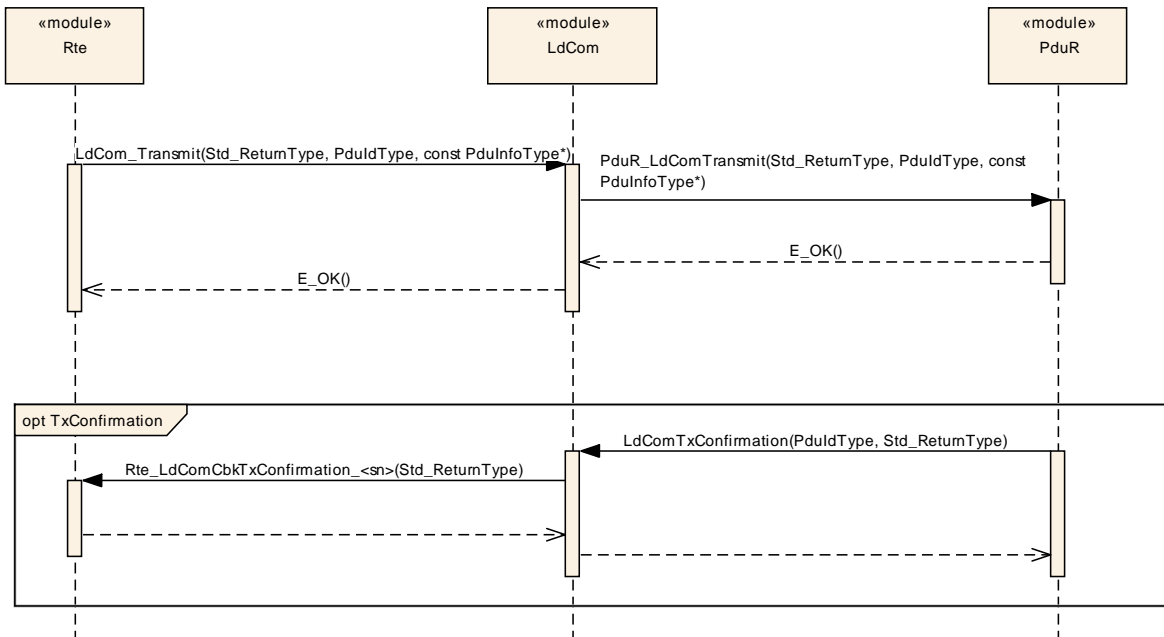 «module»
Rte
«module»
LdCom
«module»
PduR
LdCom_Transmit(Std_ReturnType, PduIdType, const PduInfoType*)
PduR_LdComTransmit(Std_ReturnType, PduIdType, const
PduInfoType*)
E_OK()
E_OK()
opt TxConfirmation
LdComTxConfirmation(PduIdType, Std_ReturnType)
Rte_LdComCbkTxConfirmation_<sn>(Std_ReturnType)